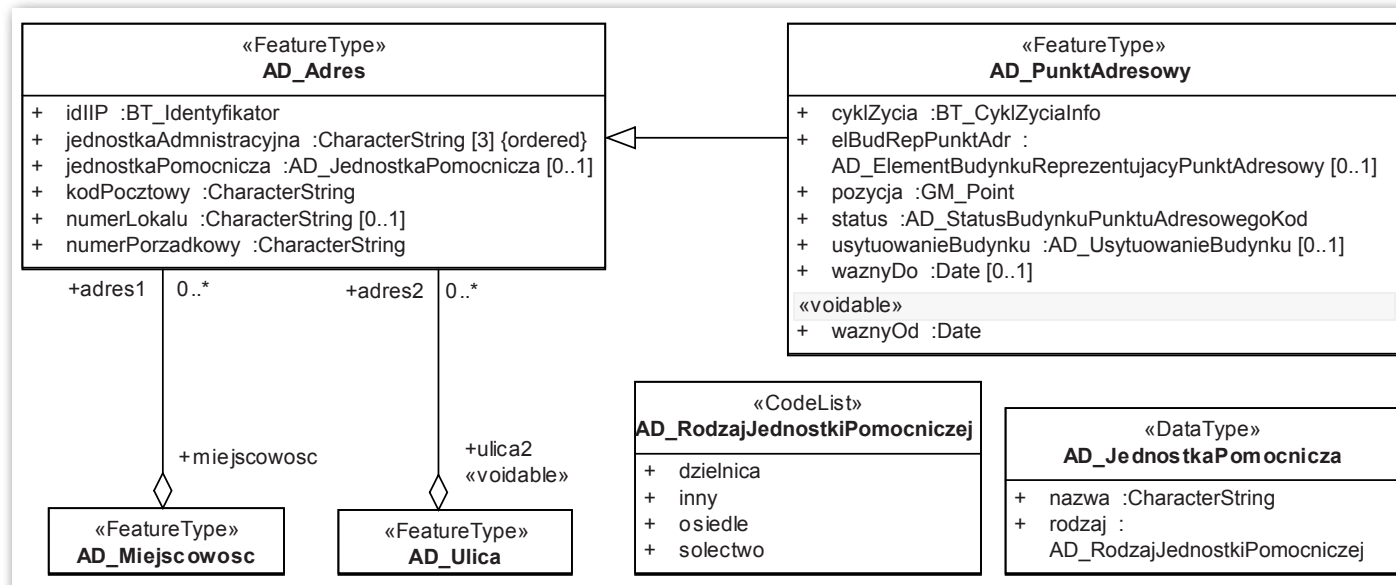 «FeatureType»
AD_Adres
+ idIIP :BT_Identyfikator
+ jednostkaAdmnistracyjna :CharacterString [3] {ordered}
+ jednostkaPomocnicza :AD_JednostkaPomocnicza [0..1]
+ kodPocztowy :CharacterString
+ numerLokalu :CharacterString [0..1]
+ numerPorzadkowy :CharacterString
«FeatureType»
AD_PunktAdresowy
+ cyklZycia :BT_CyklZyciaInfo
+ elBudRepPunktAdr :
AD_ElementBudynkuReprezentujacyPunktAdresowy [0..1]
+ pozycja :GM_Point
+ status :AD_StatusBudynkuPunktuAdresowegoKod
+ usytuowanieBudynku :AD_UsytuowanieBudynku [0..1]
+ waznyDo :Date [0..1]
«voidable»
+ waznyOd :Date
+adres1 0..*
+adres2 0..*
+miejscowosc
+ulica2
«voidable»
«FeatureType»
AD_Miejscowosc
«FeatureType»
AD_Ulica
«CodeList»
AD_RodzajJednostkiPomocniczej
+ dzielnica
+ inny
+ osiedle
+ solectwo
«DataType»
AD_JednostkaPomocnicza
+ nazwa :CharacterString
+ rodzaj :
AD_RodzajJednostkiPomocniczej